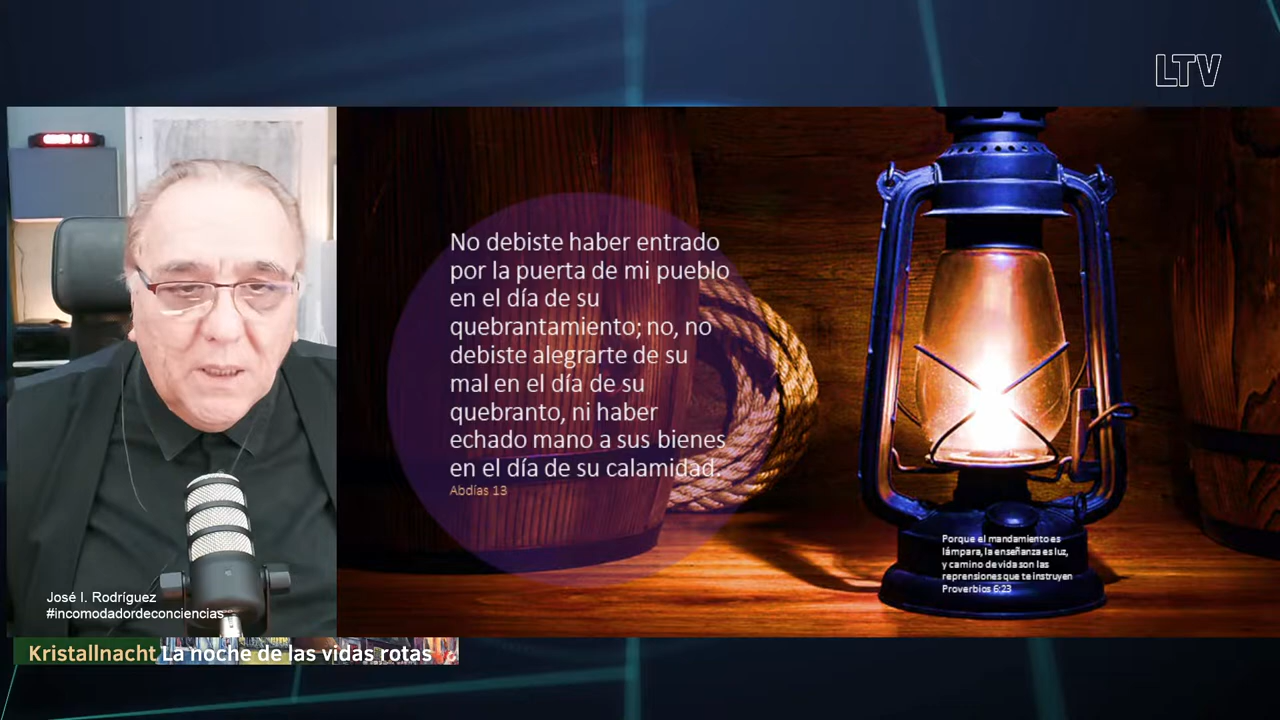 LTV
No debiste haber entrado
por la puerta de mi pueblo
en el día de su
quebrantamiento; no, no
debiste alegrarte de su
mal en el día de su
quebranto, ni haber
echado mano a sus bienes
en el día de su calamidad.
Abdías 13
Porque el mandamiento es
lámpara, la enseñanza es luz,
y camino de vida son las
reprensiones que te instruyen
Proverbios 6:23
José I. Rodríguez
#incomodadordeconciencias
Kristallnacht La noche de las vidas rotas